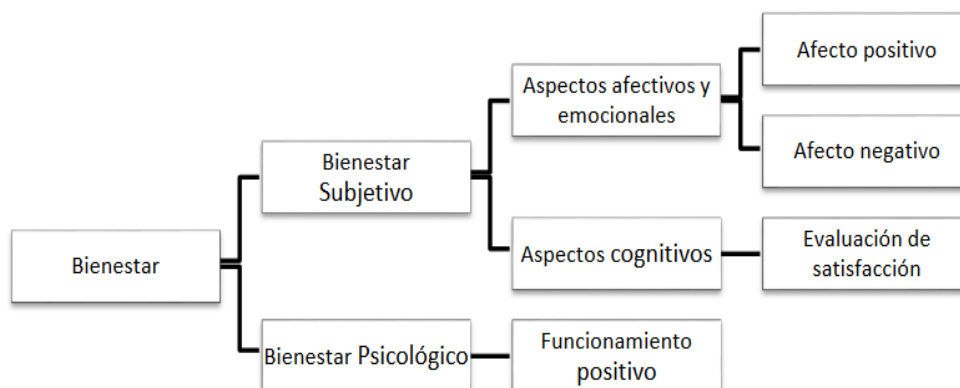 Afecto positivo
Aspectos afectivos y
emocionales
Afecto negativo
Bienestar
Subjetivo
Aspectos cognitivos
Evaluación de
satisfacción
Bienestar
Bienestar Psicológico
Funcionamiento
positivo